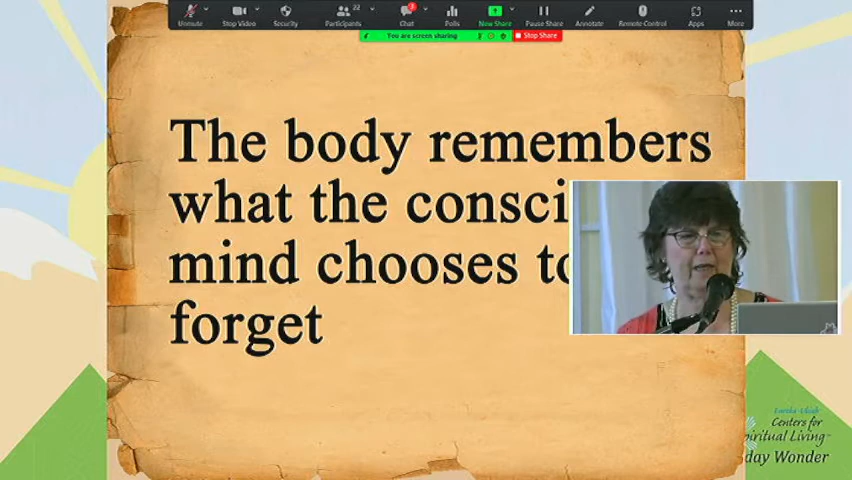 Unmute
Stop Video
Security
22
Participants
3
Chat
Polls
New Share
Pause Share
Annotate
Remote Control
Apps
More
You are screen sharing
Stop Share
The body remembers
what the consci
mind chooses to
forget
Centers for
piritual Living
day Wonder